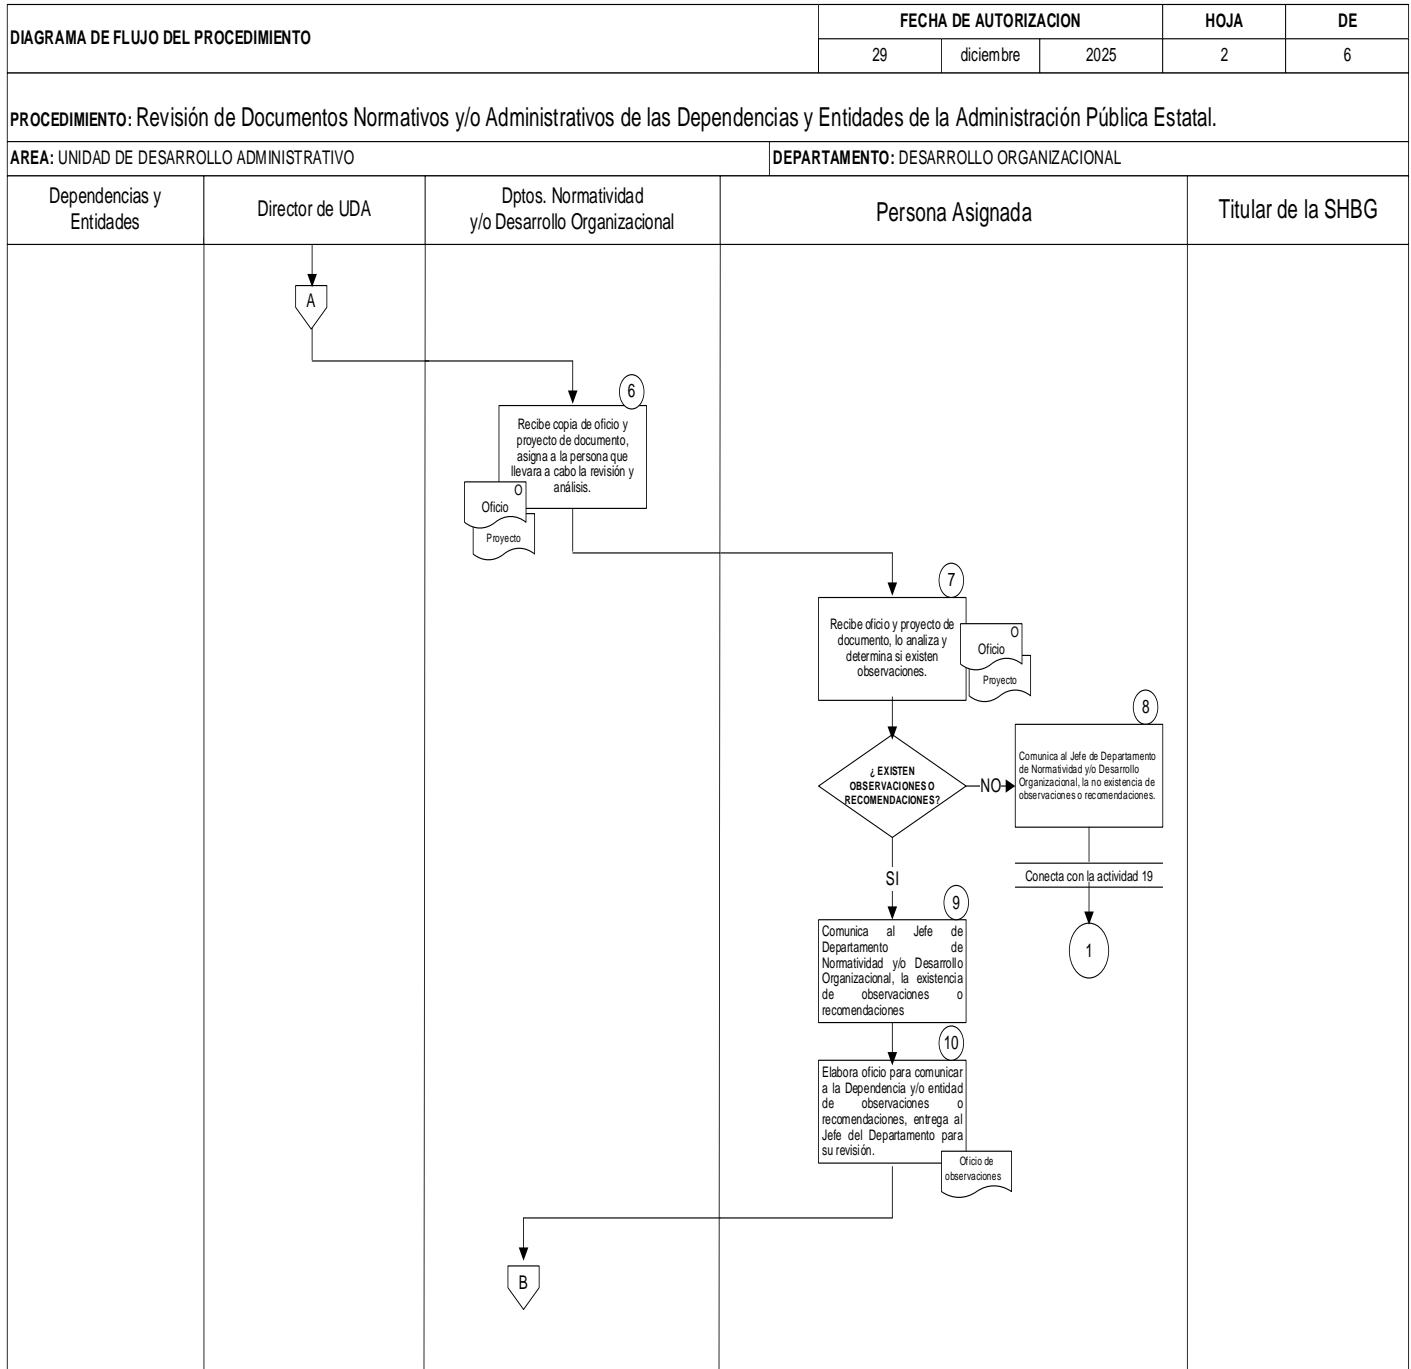 DIAGRAMA DE FLUJO DEL PROCEDIMIENTO
FECHA DE AUTORIZACION
HOJA
DE
29
diciembre
2025
2
6
PROCEDIMIENTO: Revisión de Documentos Normativos y/o Administrativos de las Dependencias y Entidades de la Administración Pública Estatal.
AREA: UNIDAD DE DESARROLLO ADMINISTRATIVO
DEPARTAMENTO: DESARROLLO ORGANIZACIONAL
Dependencias y
Entidades
Director de UDA
Dptos. Normatividad
y/o Desarrollo Organizacional
Persona Asignada
Titular de la SHBG
A
6
Recibe copia de oficio y
proyecto de documento,
asigna a la persona que
llevara a cabo la revisión y
análisis.
O
Oficio
Proyecto
7
Recibe oficio y proyecto de
documento, lo analiza y
determina si existen
observaciones.
O
Oficio
Proyecto
8
Comunica al Jefe de Departamento
de Normatividad y/o Desarrollo
Organizacional, la no existencia de
observaciones o recomendaciones.
¿ EXISTEN
OBSERVACIONES O
RECOMENDACIONES?
NO
SI
Conecta con la actividad 19
1
9
Comunica al Jefe de
Departamento de
Normatividad y/o Desarrollo
Organizacional, la existencia
de observaciones o
recomendaciones
10
Elabora oficio para comunicar
a la Dependencia y/o entidad
de observaciones o
recomendaciones, entrega al
Jefe del Departamento para
su revisión.
Oficio de
observaciones
B